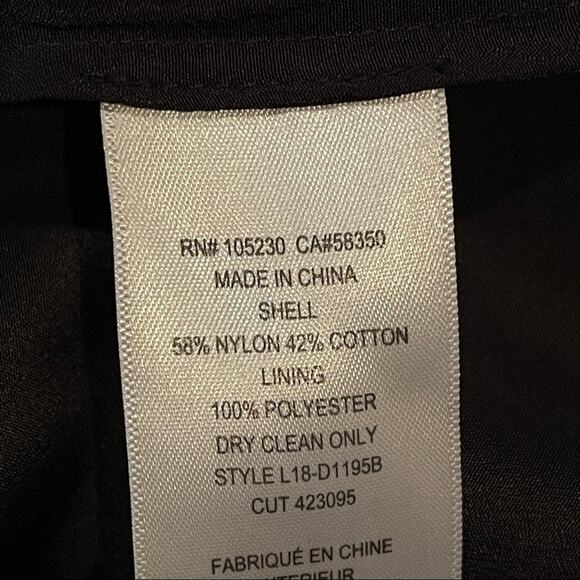 RN# 105230 CA#58350
MADE IN CHINA
SHELL
58% NYLON 42% COTTON
LINING
100% POLYESTER
DRY CLEAN ONLY
STYLE L18-D1195B
CUT 423095
FABRIQUÉ EN CHINE